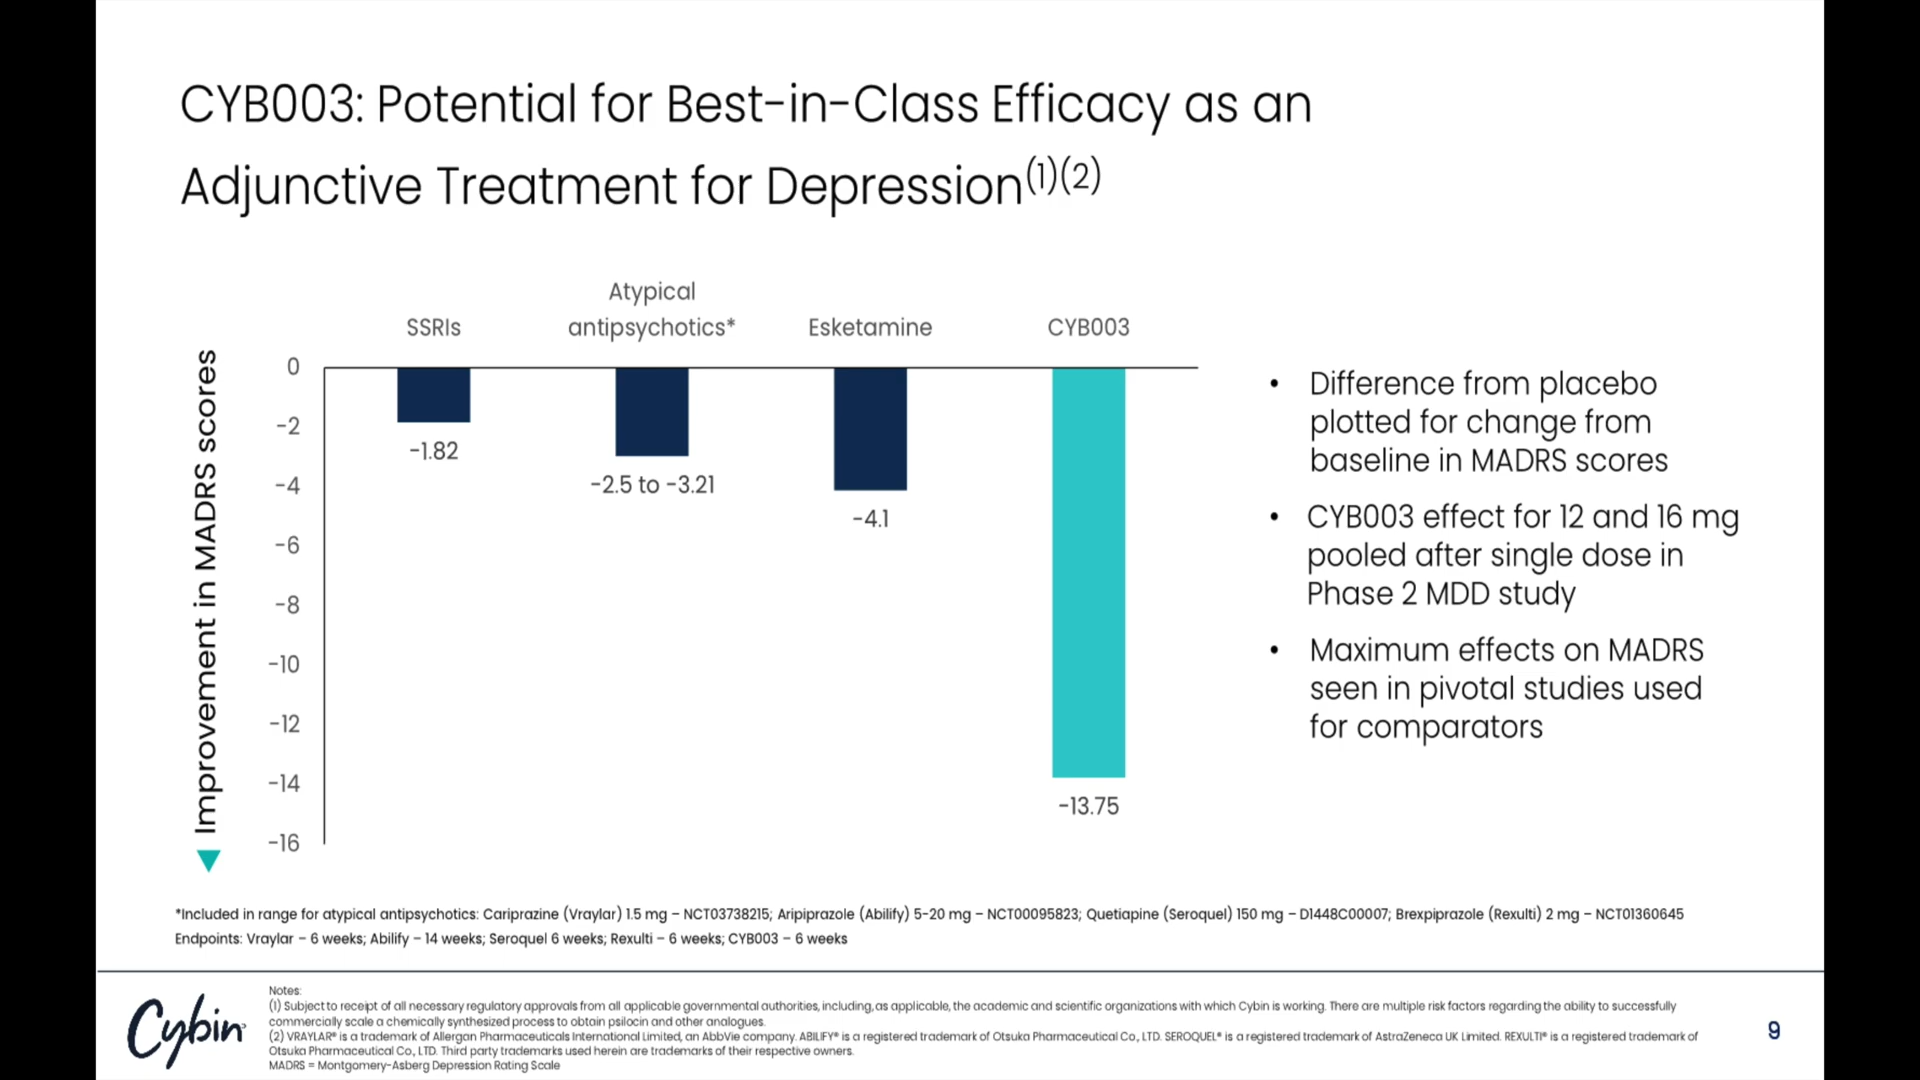 CYB003: Potential for Best-in-Class Efficacy as an
Adjunctive Treatment for Depression(1)(2)
Improvement in MADRS scores
SSRIs
Atypical
antipsychotics*
Esketamine
CYB003
0
-2
-4
-6
-8
-10
-12
-14
-16
-1.82
-2.5 to -3.21
-4.1
-13.75
• Difference from placebo
plotted for change from
baseline in MADRS scores
• CYB003 effect for 12 and 16 mg
pooled after single dose in
Phase 2 MDD study
• Maximum effects on MADRS
seen in pivotal studies used
for comparators
*Included in range for atypical antipsychotics: Cariprazine (Vraylar) 1.5 mg – NCT03738215; Aripiprazole (Abilify) 5-20 mg – NCT00095823; Quetiapine (Seroquel) 150 mg – D1448C00007; Brexpiprazole (Rexulti) 2 mg – NCT01360645
Endpoints: Vraylar – 6 weeks; Abilify – 14 weeks; Seroquel 6 weeks; Rexulti – 6 weeks; CYB003 – 6 weeks
Cybin
Notes:
(1) Subject to receipt of all necessary regulatory approvals from all applicable governmental authorities, including, as applicable, the academic and scientific organizations with which Cybin is working. There are multiple risk factors regarding the ability to successfully
commercially scale a chemically synthesized process to obtain psilocin and other analogues.
(2) VRAYLAR® is a trademark of Allergan Pharmaceuticals International Limited, an AbbVie company. ABILIFY® is a registered trademark of Otsuka Pharmaceutical Co., LTD. SEROQUEL® is a registered trademark of AstraZeneca UK Limited. REXULTI® is a registered trademark of
Otsuka Pharmaceutical Co., LTD. Third party trademarks used herein are trademarks of their respective owners.
MADRS = Montgomery-Asberg Depression Rating Scale
9